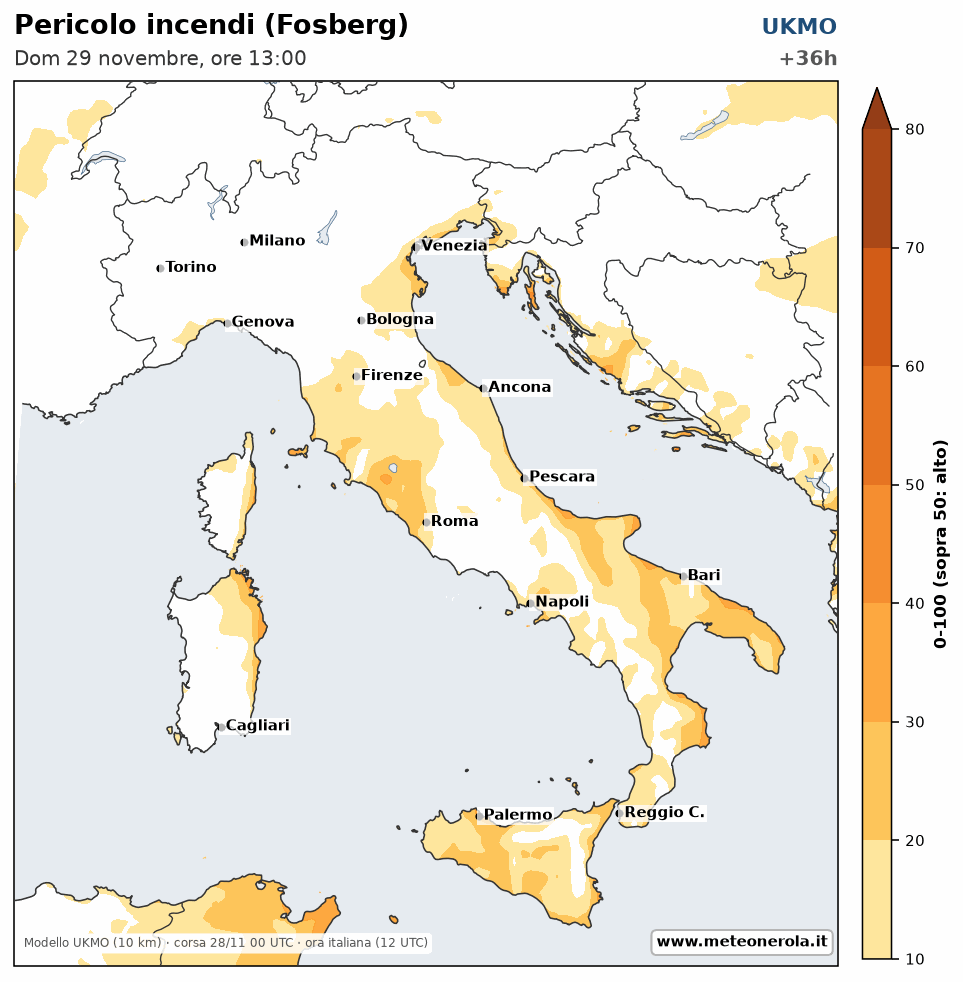 Pericolo incendi (Fosberg)
UKMO
Dom 29 novembre, ore 13:00
+36h
80
70
60
50
40
30
20
10
0-100 (sopra 50: alto)
Venezia
Milano
Torino
Bologna
Genova
Firenze
Ancona
Pescara
Roma
Bari
Napoli
Cagliari
Palermo
Reggio C.
Modello UKMO (10 km) · corsa 28/11 00 UTC · ora italiana (12 UTC)
www.meteonerola.it